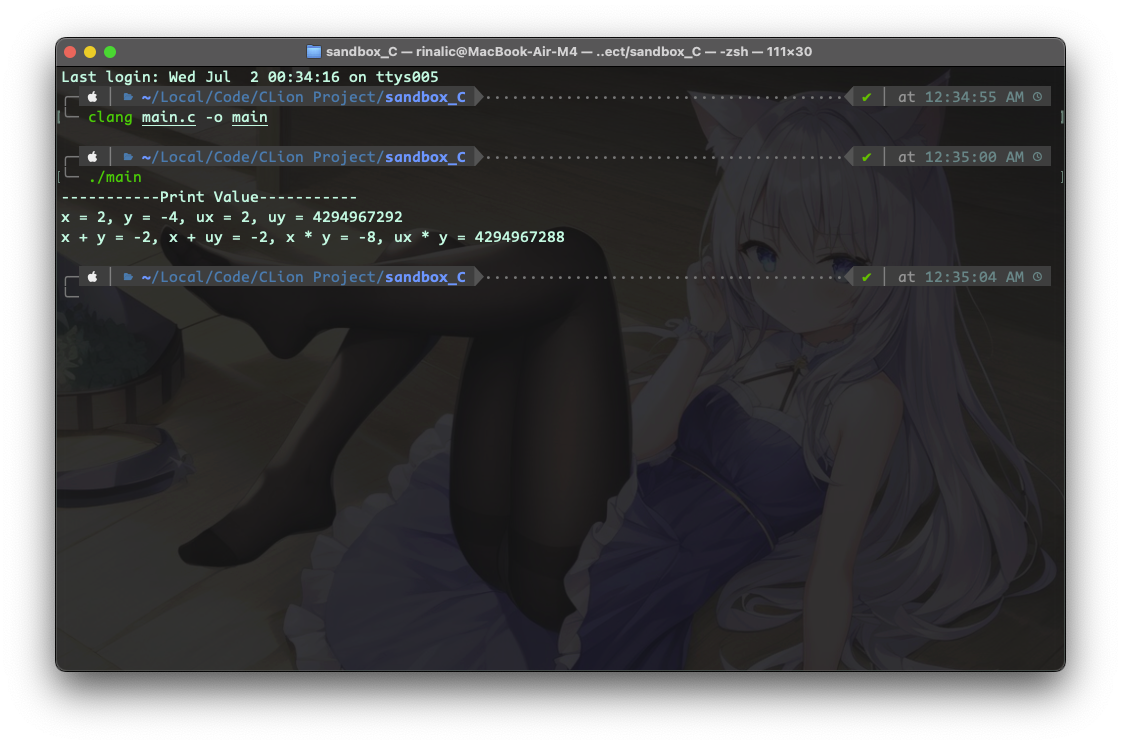 sandbox_C — rinalic@MacBook-Air-M4 — ..ect/sandbox_C — -zsh — 111×30
Last login: Wed Jul  2 00:34:16 on ttys005
~/Local/Code/CLion Project/sandbox_C ✔ at 12:34:55 AM
clang main.c -o main
~/Local/Code/CLion Project/sandbox_C ✔ at 12:35:00 AM
./main
-----------Print Value-----------
x = 2, y = -4, ux = 2, uy = 4294967292
x + y = -2, x + uy = -2, x * y = -8, ux * y = 4294967288
~/Local/Code/CLion Project/sandbox_C ✔ at 12:35:04 AM